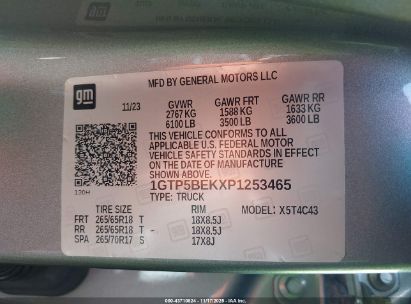 gm
MFD BY GENERAL MOTORS LLC
11/23 GVWR GAWR FRT GAWR RR
2767 KG 1588 KG 1633 KG
6100 LB 3500 LB 3600 LB
THIS VEHICLE CONFORMS TO ALL
APPLICABLE U.S. FEDERAL MOTOR
VEHICLE SAFETY STANDARDS IN EFFECT
ON THE DATE OF MANUFACTURE
SHOWN ABOVE.
1GTP5BEKXP1253465
TYPE: TRUCK
TIRE SIZE RIM MODEL: X5T4C43
FRT 265/65R18 T 18X8.5J
RR 265/65R18 T 18X8.5J
SPA 265/70R17 S 17X8J